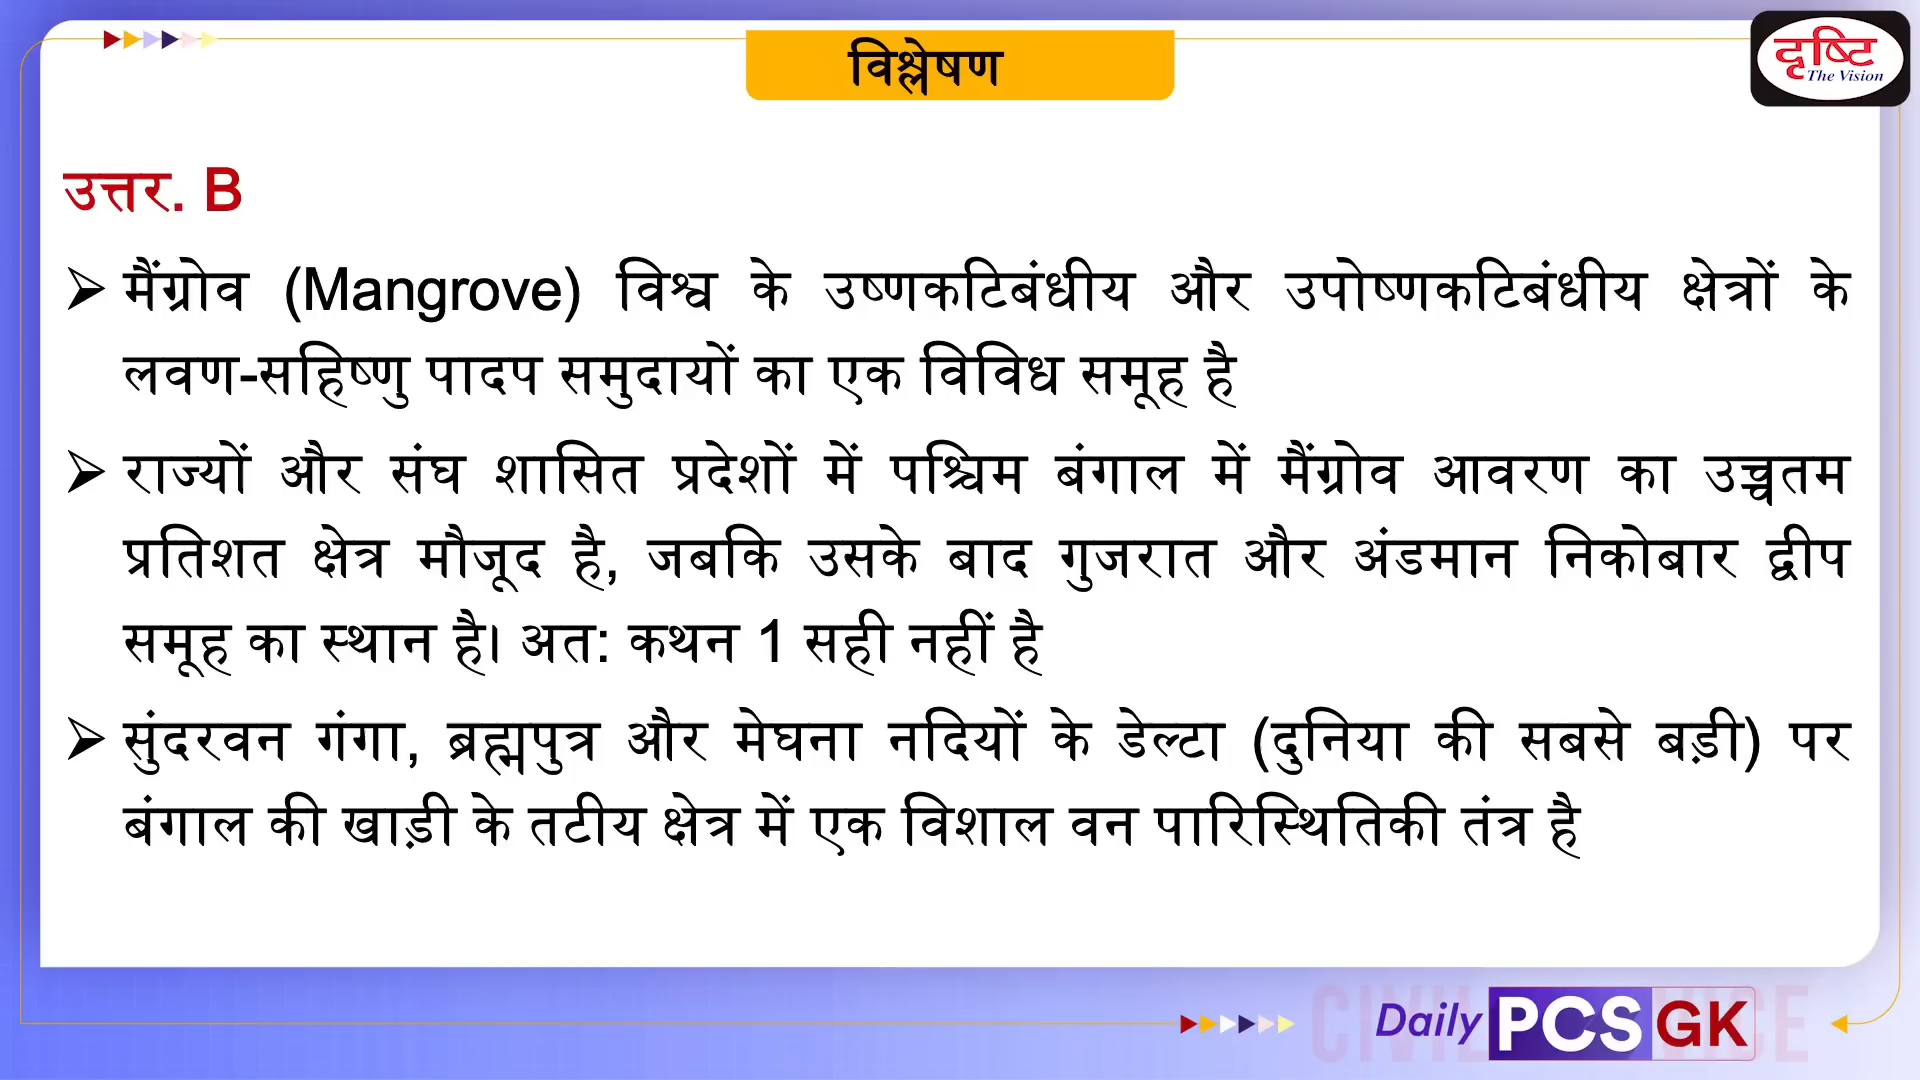 विश्लेषण
दृष्टि
The Vision
उत्तर. B
➢ मैंग्रोव (Mangrove) विश्व के उष्णकटिबंधीय और उपोष्णकटिबंधीय क्षेत्रों के
लवण-सहिष्णु पादप समुदायों का एक विविध समूह है
➢ राज्यों और संघ शासित प्रदेशों में पश्चिम बंगाल में मैंग्रोव आवरण का उच्चतम
प्रतिशत क्षेत्र मौजूद है, जबकि उसके बाद गुजरात और अंडमान निकोबार द्वीप
समूह का स्थान है। अत: कथन 1 सही नहीं है
➢ सुंदरवन गंगा, ब्रह्मपुत्र और मेघना नदियों के डेल्टा (दुनिया की सबसे बड़ी) पर
बंगाल की खाड़ी के तटीय क्षेत्र में एक विशाल वन पारिस्थितिकी तंत्र है
Daily PCS GK